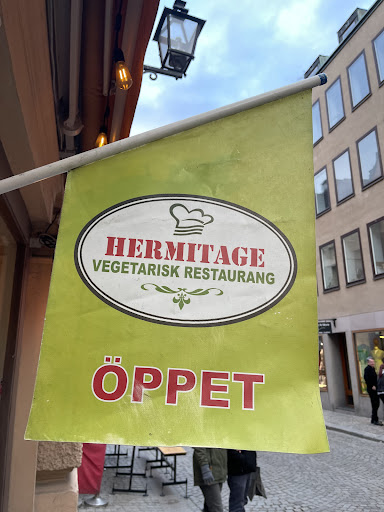 HERMITAGE
VEGETARISK RESTAURANG
ÖPPET